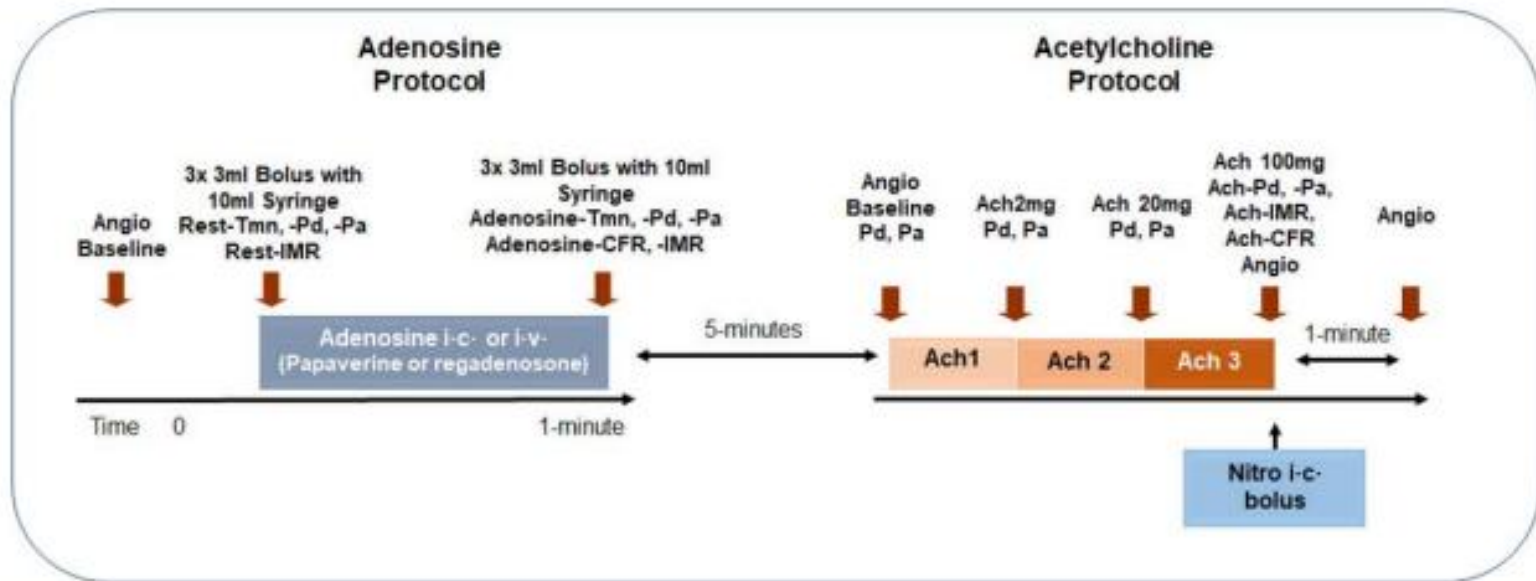 Adenosine
Protocol
Acetylcholine
Protocol
Angio
Baseline
3x 3ml Bolus with
10ml Syringe
Rest-Tmn, -Pd, -Pa
Rest-IMR
3x 3ml Bolus with 10ml
Syringe
Adenosine-Tmn, -Pd, -Pa
Adenosine-CFR, -IMR
Angio
Baseline
Pd, Pa
Ach2mg
Pd, Pa
Ach 20mg
Pd, Pa
Ach 100mg
Ach-Pd, -Pa,
Ach-IMR,
Ach-CFR
Angio
Angio
Adenosine i-c- or i-v-
(Papaverine or regadenosone)
5-minutes
Ach1
Ach 2
Ach 3
1-minute
Time 0
1-minute
Nitro i-c-
bolus